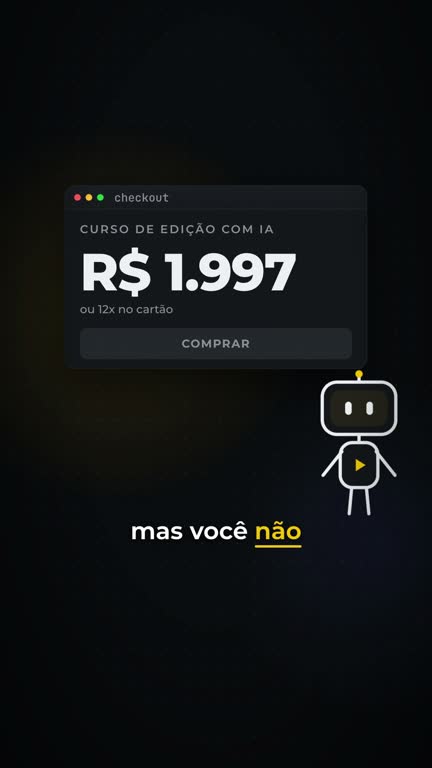 checkout
CURSO DE EDIÇÃO COM IA
R$ 1.997
ou 12x no cartão
COMPRAR
mas você não